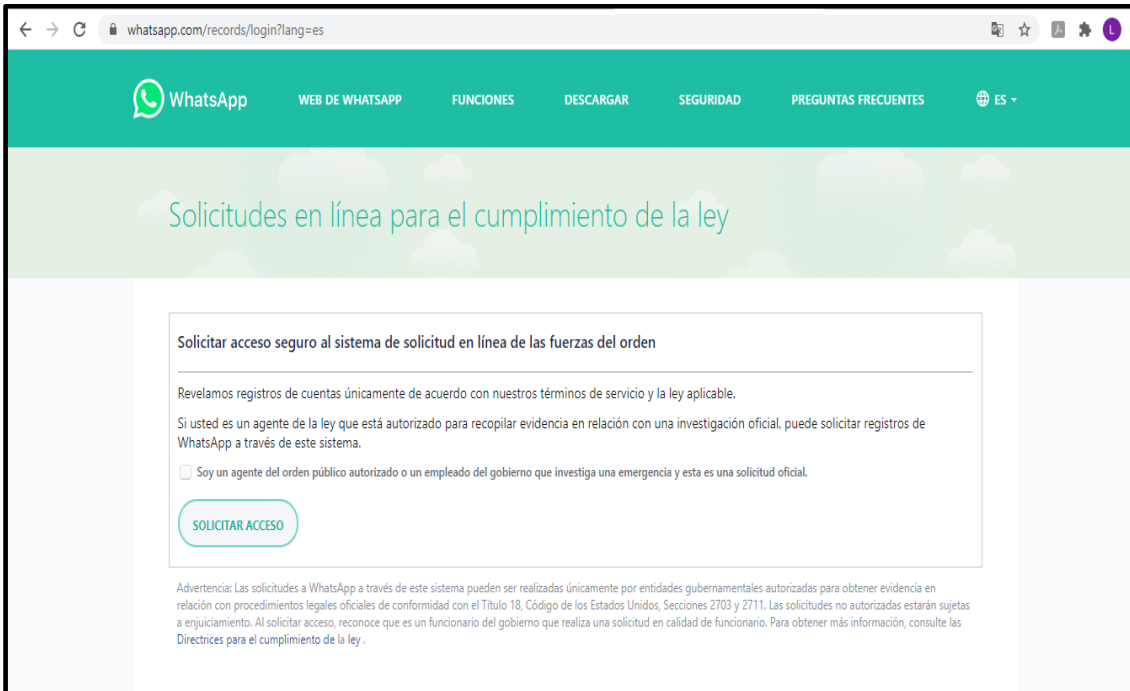 whatsapp.com/records/login?lang=es
L
WhatsApp
WEB DE WHATSAPP
FUNCIONES
DESCARGAR
SEGURIDAD
PREGUNTAS FRECUENTES
ES
Solicitudes en línea para el cumplimiento de la ley
Solicitar acceso seguro al sistema de solicitud en línea de las fuerzas del orden
Revelamos registros de cuentas únicamente de acuerdo con nuestros términos de servicio y la ley aplicable.
Si usted es un agente de la ley que está autorizado para recopilar evidencia en relación con una investigación oficial, puede solicitar registros de
WhatsApp a través de este sistema.
Soy un agente del orden público autorizado o un empleado del gobierno que investiga una emergencia y esta es una solicitud oficial.
SOLICITAR ACCESO
Advertencia: Las solicitudes a WhatsApp a través de este sistema pueden ser realizadas únicamente por entidades gubernamentales autorizadas para obtener evidencia en
relación con procedimientos legales oficiales de conformidad con el Título 18, Código de los Estados Unidos, Secciones 2703 y 2711. Las solicitudes no autorizadas estarán sujetas
a enjuiciamiento. Al solicitar acceso, reconoce que es un funcionario del gobierno que realiza una solicitud en calidad de funcionario. Para obtener más información, consulte las
Directrices para el cumplimiento de la ley .